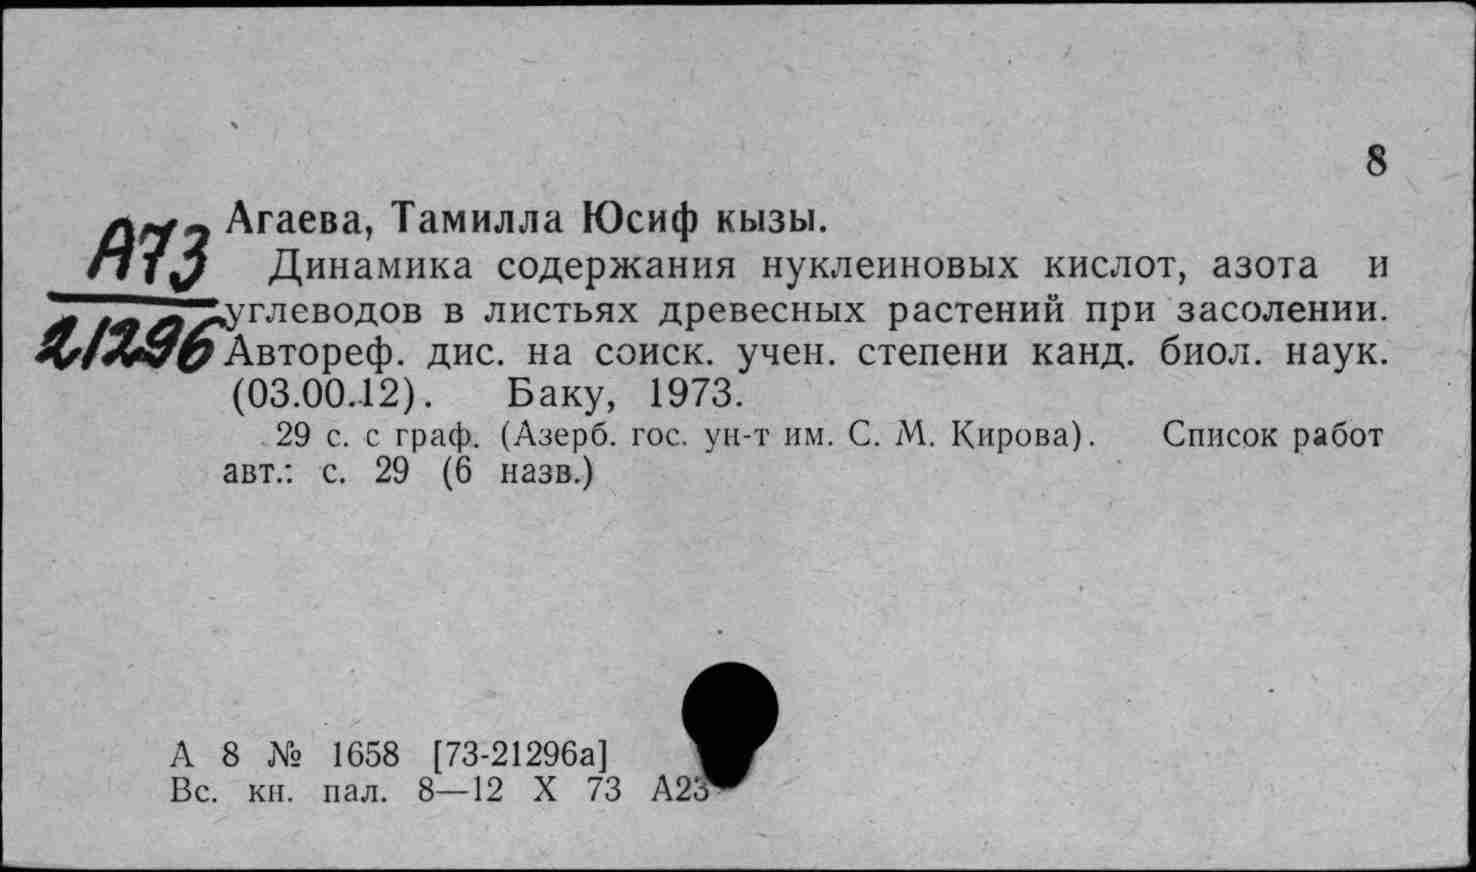 8
А73
21296
Агаева, Тамилла Юсиф кызы.
Динамика содержания нуклеиновых кислот, азота и
углеводов в листьях древесных растений при засолении.
Автореф. дис. на соиск. учен. степени канд. биол. наук.
(03.00.12). Баку, 1973.
29 с. с граф. (Азерб. гос. ун-т им. С. М. Кирова). Список работ
авт.: с. 29 (6 назв.)
А 8 № 1658 [73-21296а]
Вс. кн. пал. 8—12 X 73 А23